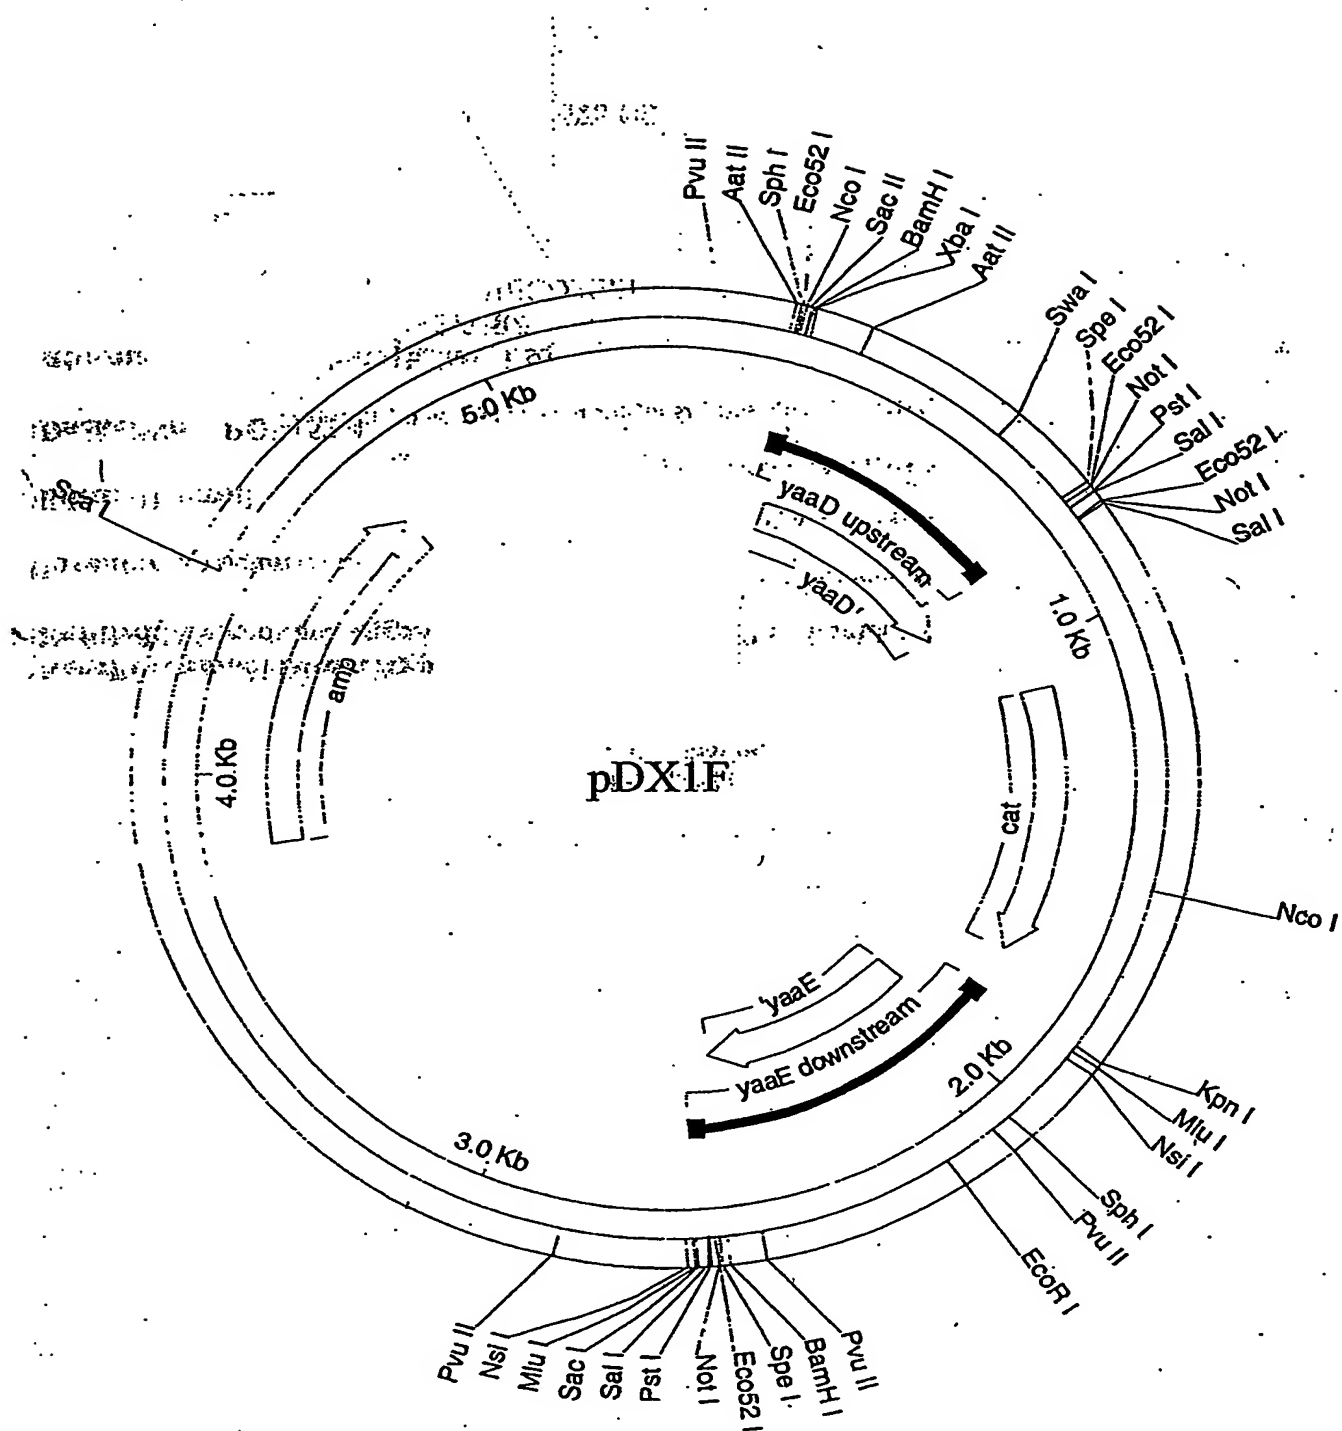 Pvu II
Aat II
Sph I
Eco52 I
Nco I
Sac II
BamH I
Xba I
Aat II
Swa I
Spe I
Eco52 I
Not I
Pst I
Sal I
Eco52 I
Not I
Sal I
5.0 Kb
yaaD upstream
yaaD'
1.0 Kb
amp
4.0 Kb
pDX1F
cat
Nco I
'yaaE
yaaE downstream
2.0 Kb
3.0 Kb
Kpn I
Mlu I
Nsi I
Sph I
Pvu II
EcoR I
Pvu II
Nsi I
Mlu I
Sac I
Sal I
Pst I
Not I
Eco52 I
Spe I
BamH I
Pvu II